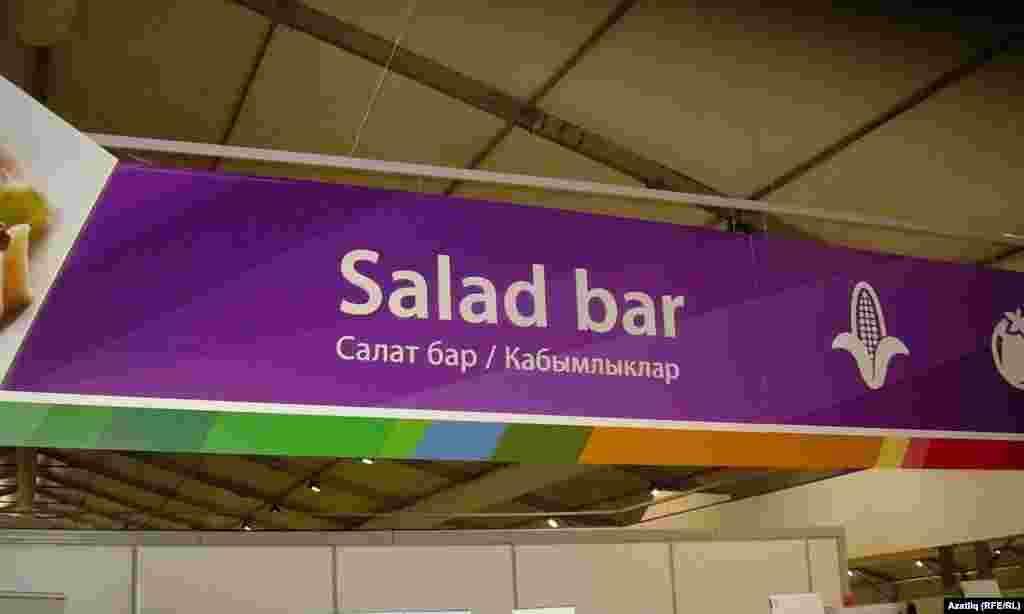 Salad bar
Салат бар / Кабымлыклар
Azatliq (RFE/RL)